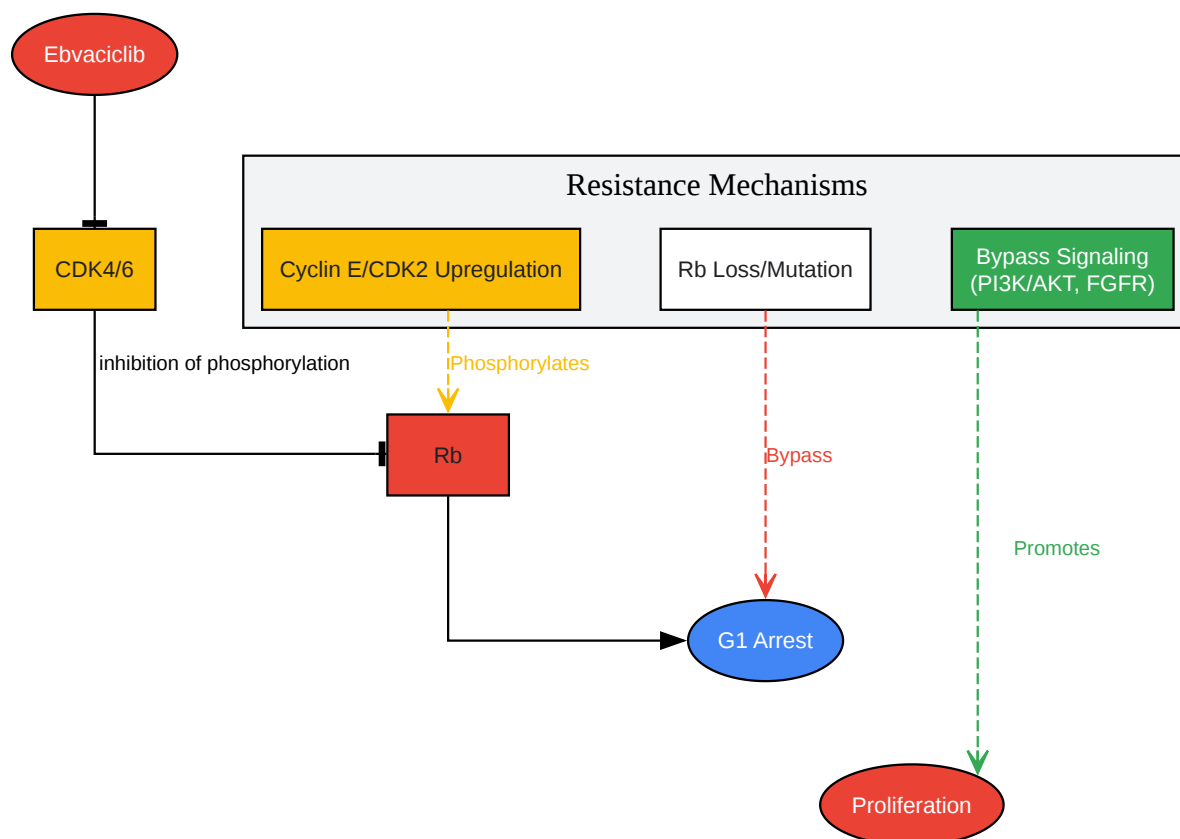 Ebvaciclib
Resistance Mechanisms
CDK4/6
Cyclin E/CDK2 Upregulation
Rb Loss/Mutation
Bypass Signaling
(PI3K/AKT, FGFR)
inhibition of phosphorylation
Phosphorylates
Rb
Bypass
Promotes
G1 Arrest
Proliferation